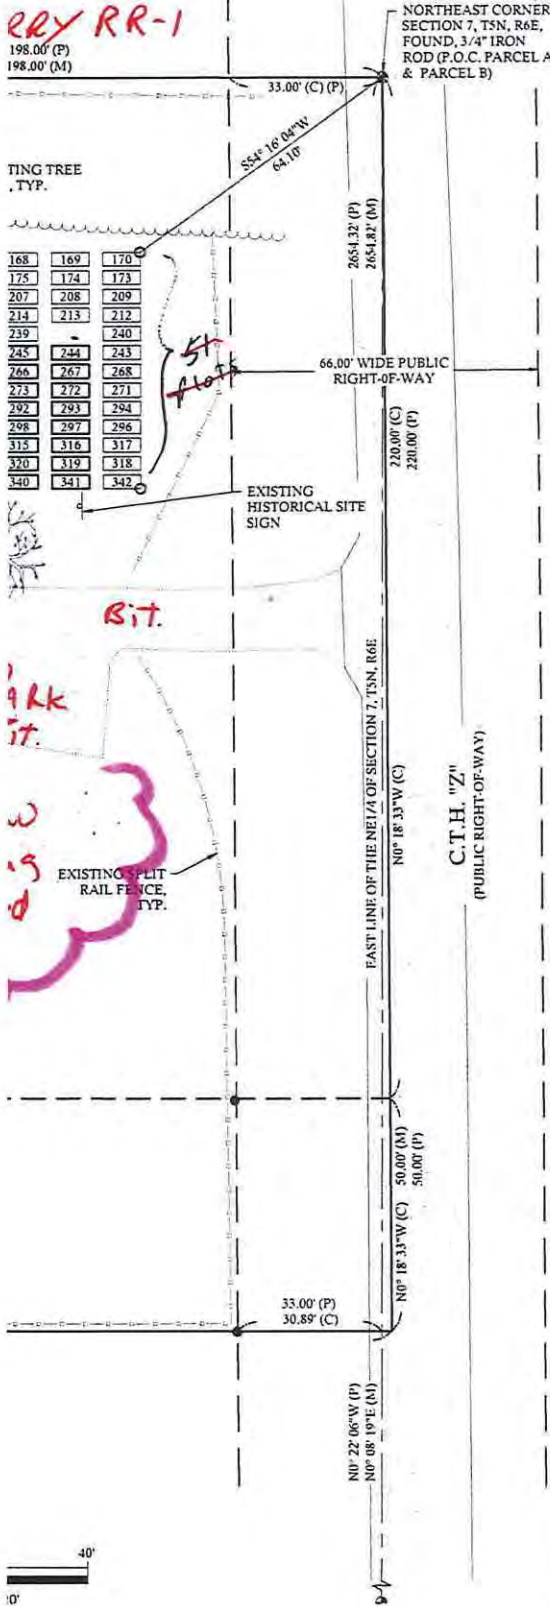 RRY RR-1
198.00' (P)
198.00' (M)
NORTHEAST CORNER
SECTION 7, T5N, R6E,
FOUND, 3/4" IRON
ROD (P.O.C. PARCEL A
& PARCEL B)
33.00' (C) (P)
S54° 16' 04"W
64.10'
TING TREE
, TYP.
2654.32' (P)
2654.82' (M)
168 169 170
175 174 173
207 208 209
214 213 212
239 240
245 244 243
266 267 268
273 272 271
292 293 294
298 297 296
315 316 317
320 319 318
340 341 342
51
plots
66.00' WIDE PUBLIC
RIGHT-OF-WAY
220.00' (C)
220.00' (P)
EXISTING
HISTORICAL SITE
SIGN
Bit.
ARK
it.
EAST LINE OF THE NE1/4 OF SECTION 7, T5N, R6E
N0° 18' 33"W (C)
C.T.H. "Z"
(PUBLIC RIGHT-OF-WAY)
w
g
d
EXISTING SPLIT
RAIL FENCE,
TYP.
50.00' (M)
50.00' (P)
N0° 18' 33"W (C)
33.00' (P)
30.89' (C)
N0° 22' 06"W (P)
N0° 08' 19"E (M)
40'
20'